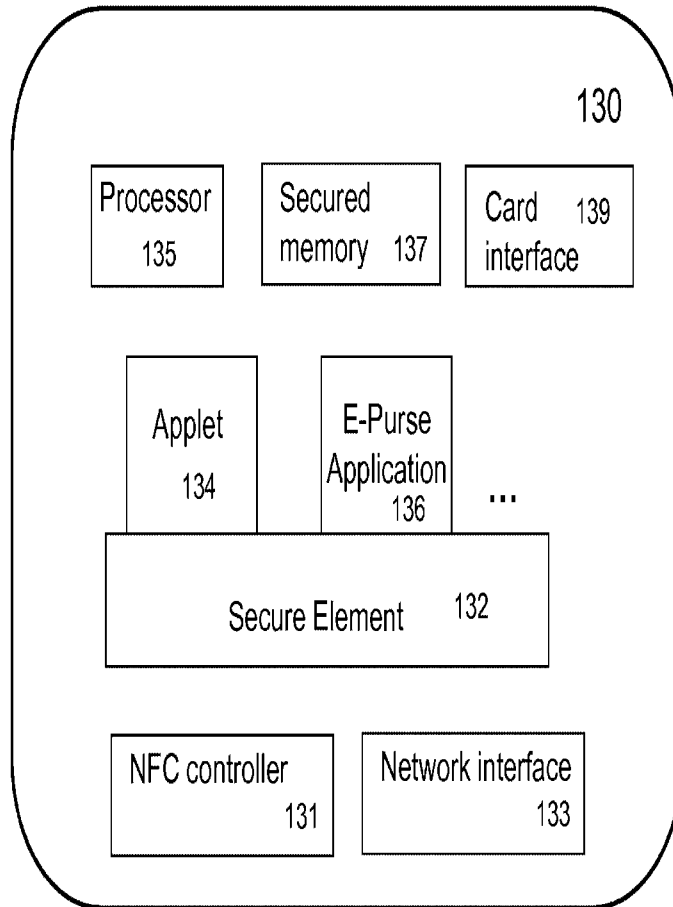 130
Processor
135
Secured
memory 137
Card 139
interface
Applet
134
E-Purse
Application
136
...
Secure Element 132
NFC controller
131
Network interface
133